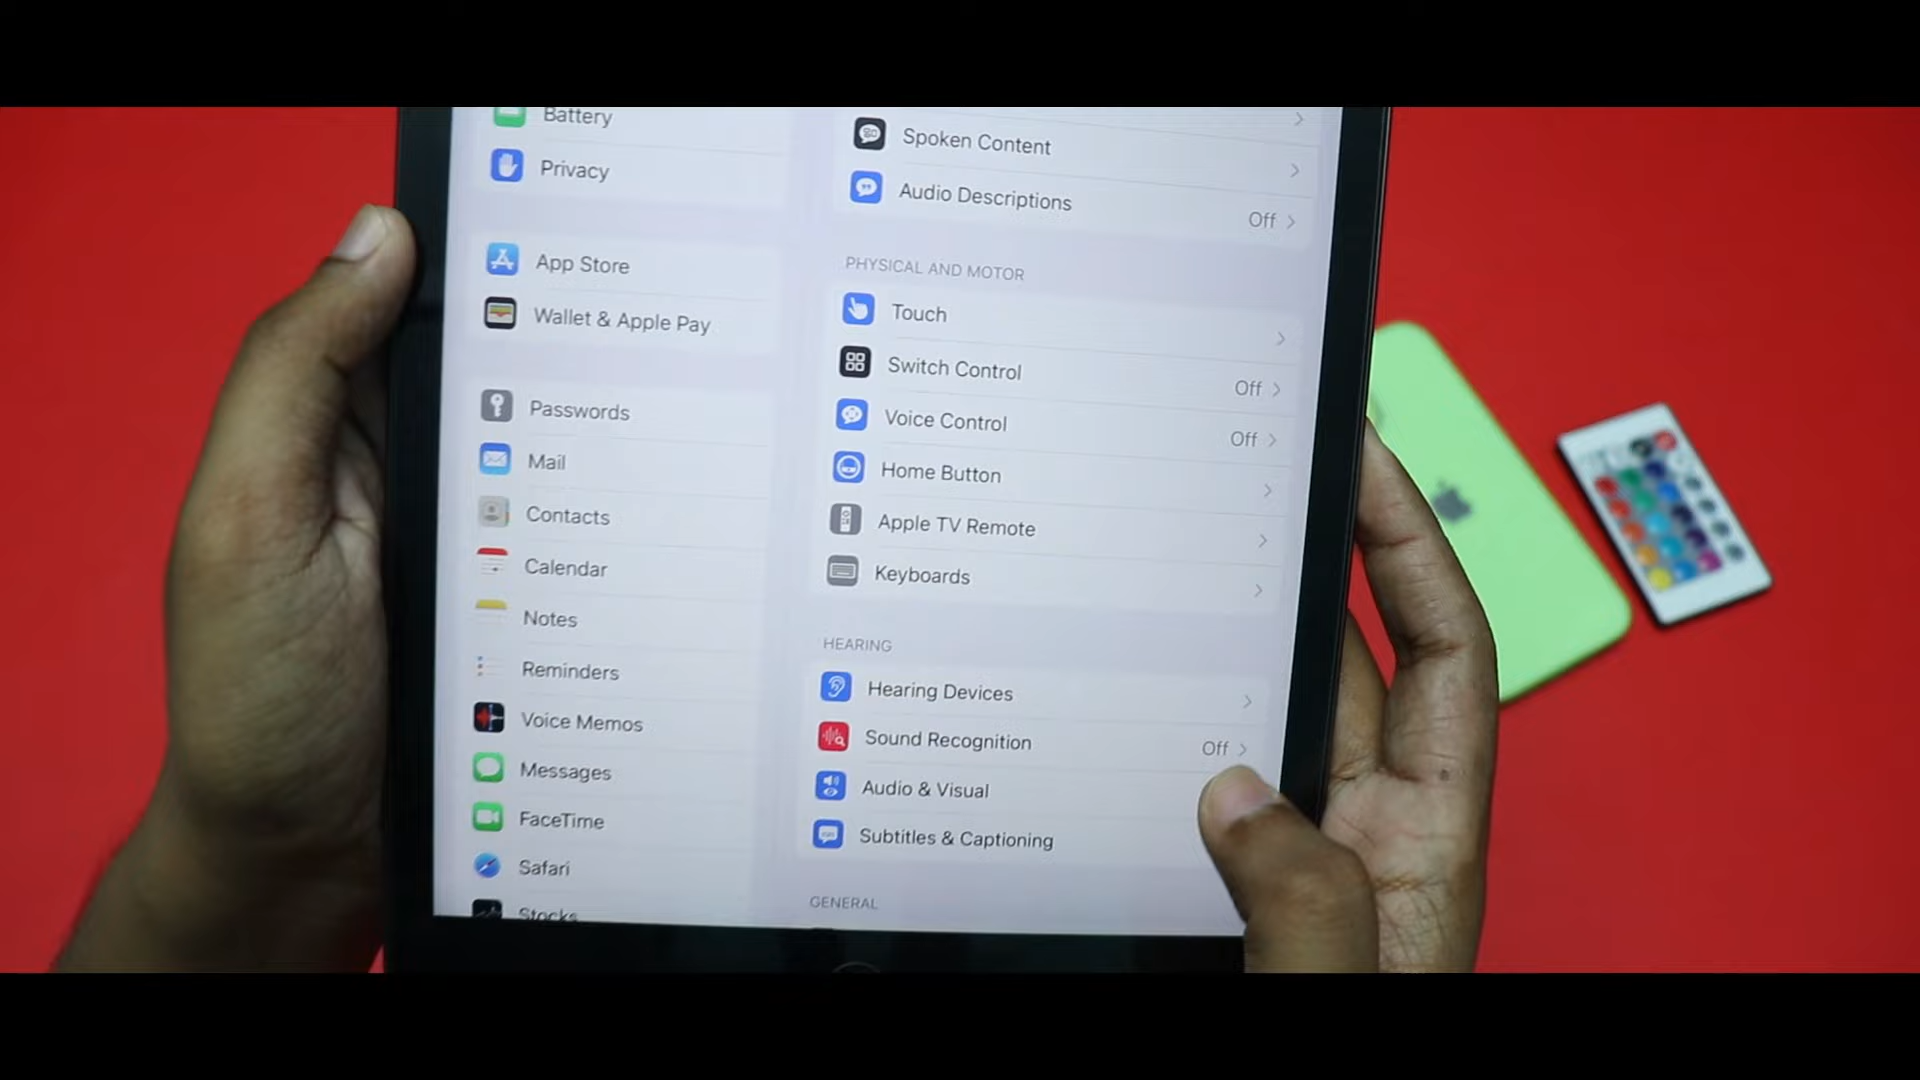 Battery
Privacy
App Store
Wallet & Apple Pay
Passwords
Mail
Contacts
Calendar
Notes
Reminders
Voice Memos
Messages
FaceTime
Safari
Stocks
Spoken Content
Audio Descriptions
Off
PHYSICAL AND MOTOR
Touch
Switch Control
Off
Voice Control
Off
Home Button
Apple TV Remote
Keyboards
HEARING
Hearing Devices
Sound Recognition
Off
Audio & Visual
Subtitles & Captioning
GENERAL